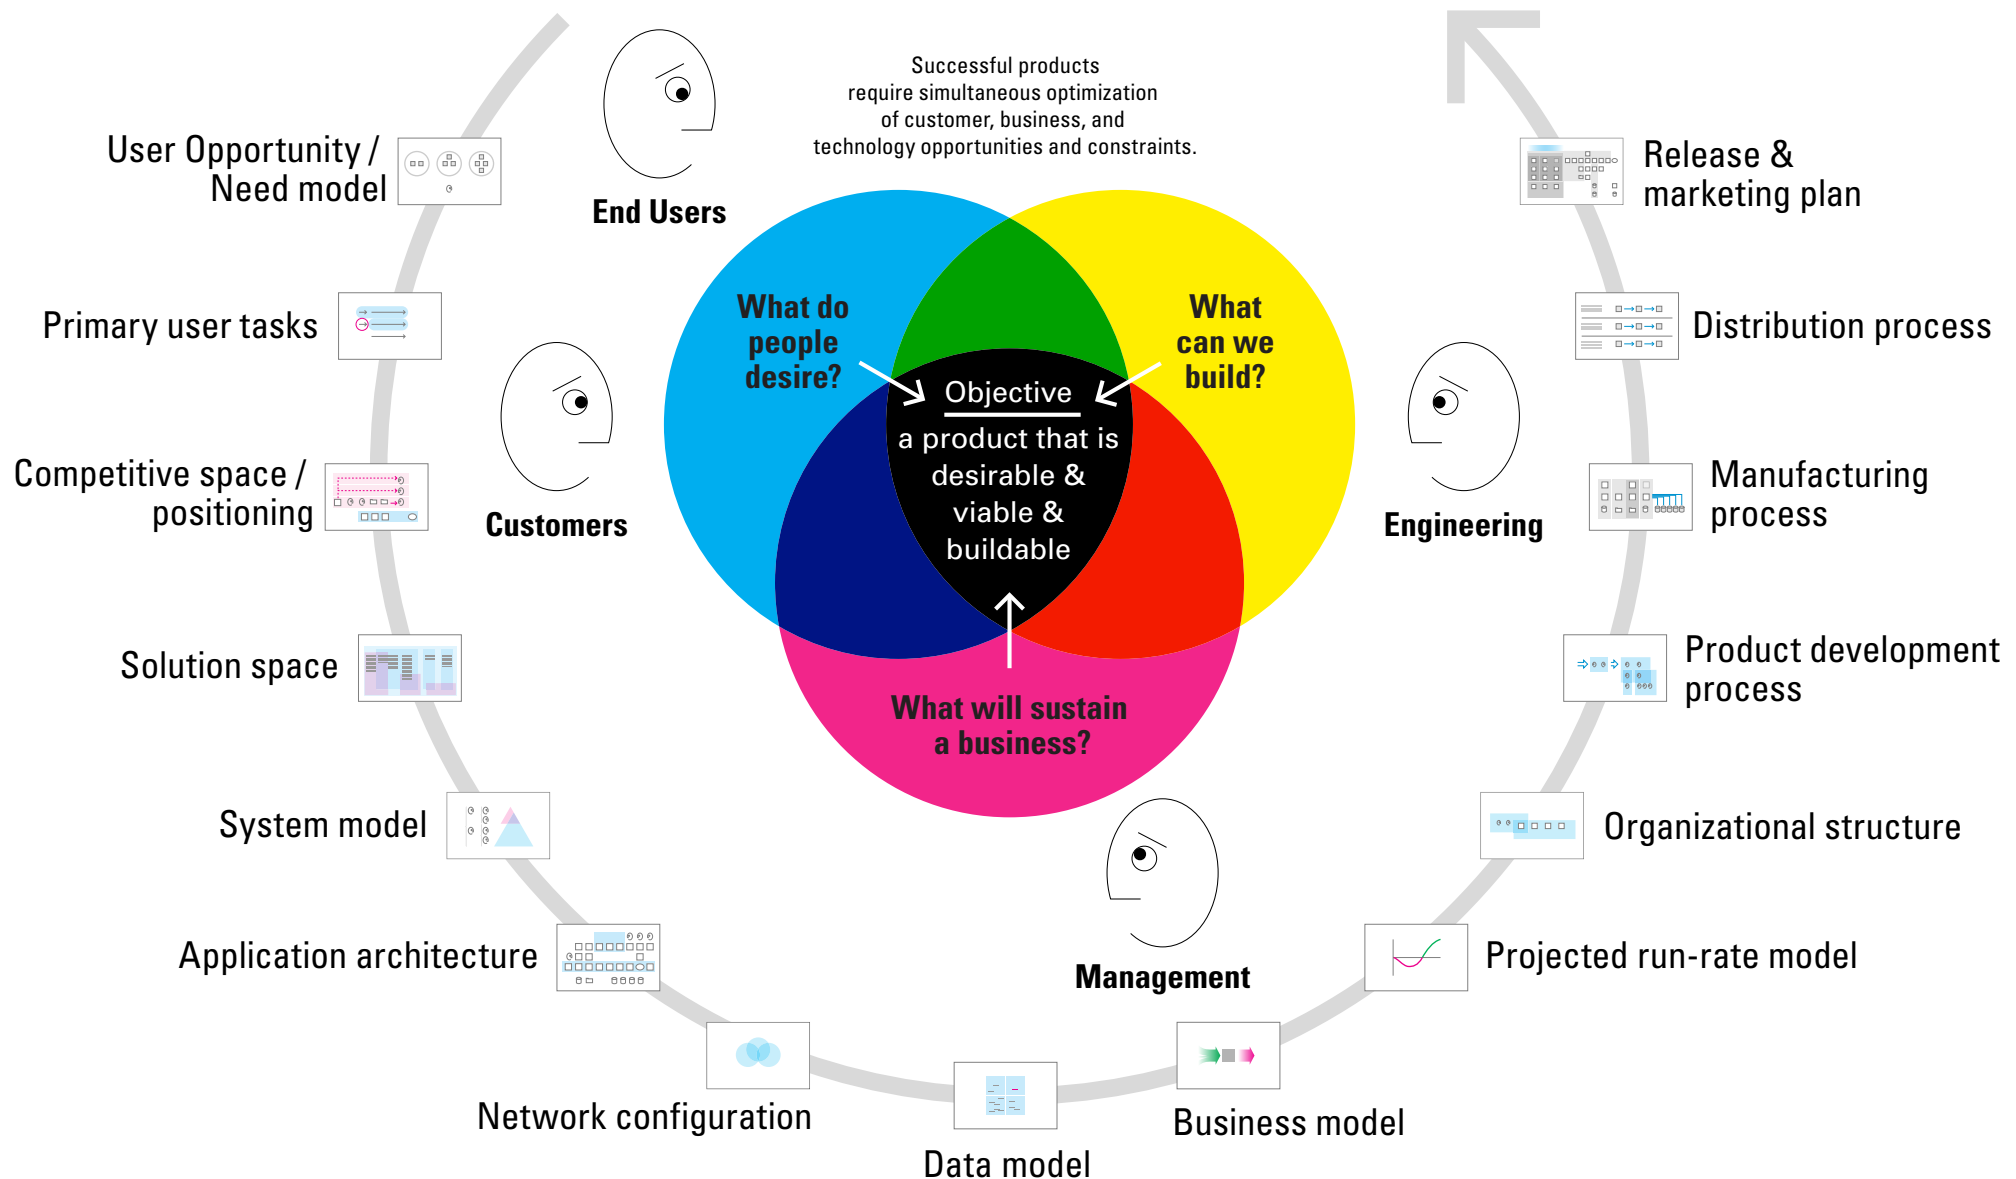 Successful products
require simultaneous optimization
of customer, business, and
technology opportunities and constraints.
User Opportunity /
Need model
Primary user tasks
Competitive space /
positioning
Solution space
System model
Application architecture
Network configuration
Data model
Business model
Projected run-rate model
Organizational structure
Product development
process
Manufacturing
process
Distribution process
Release &
marketing plan
End Users
Customers
Engineering
Management
What do
people
desire?
What
can we
build?
What will sustain
a business?
Objective
a product that is
desirable &
viable &
buildable